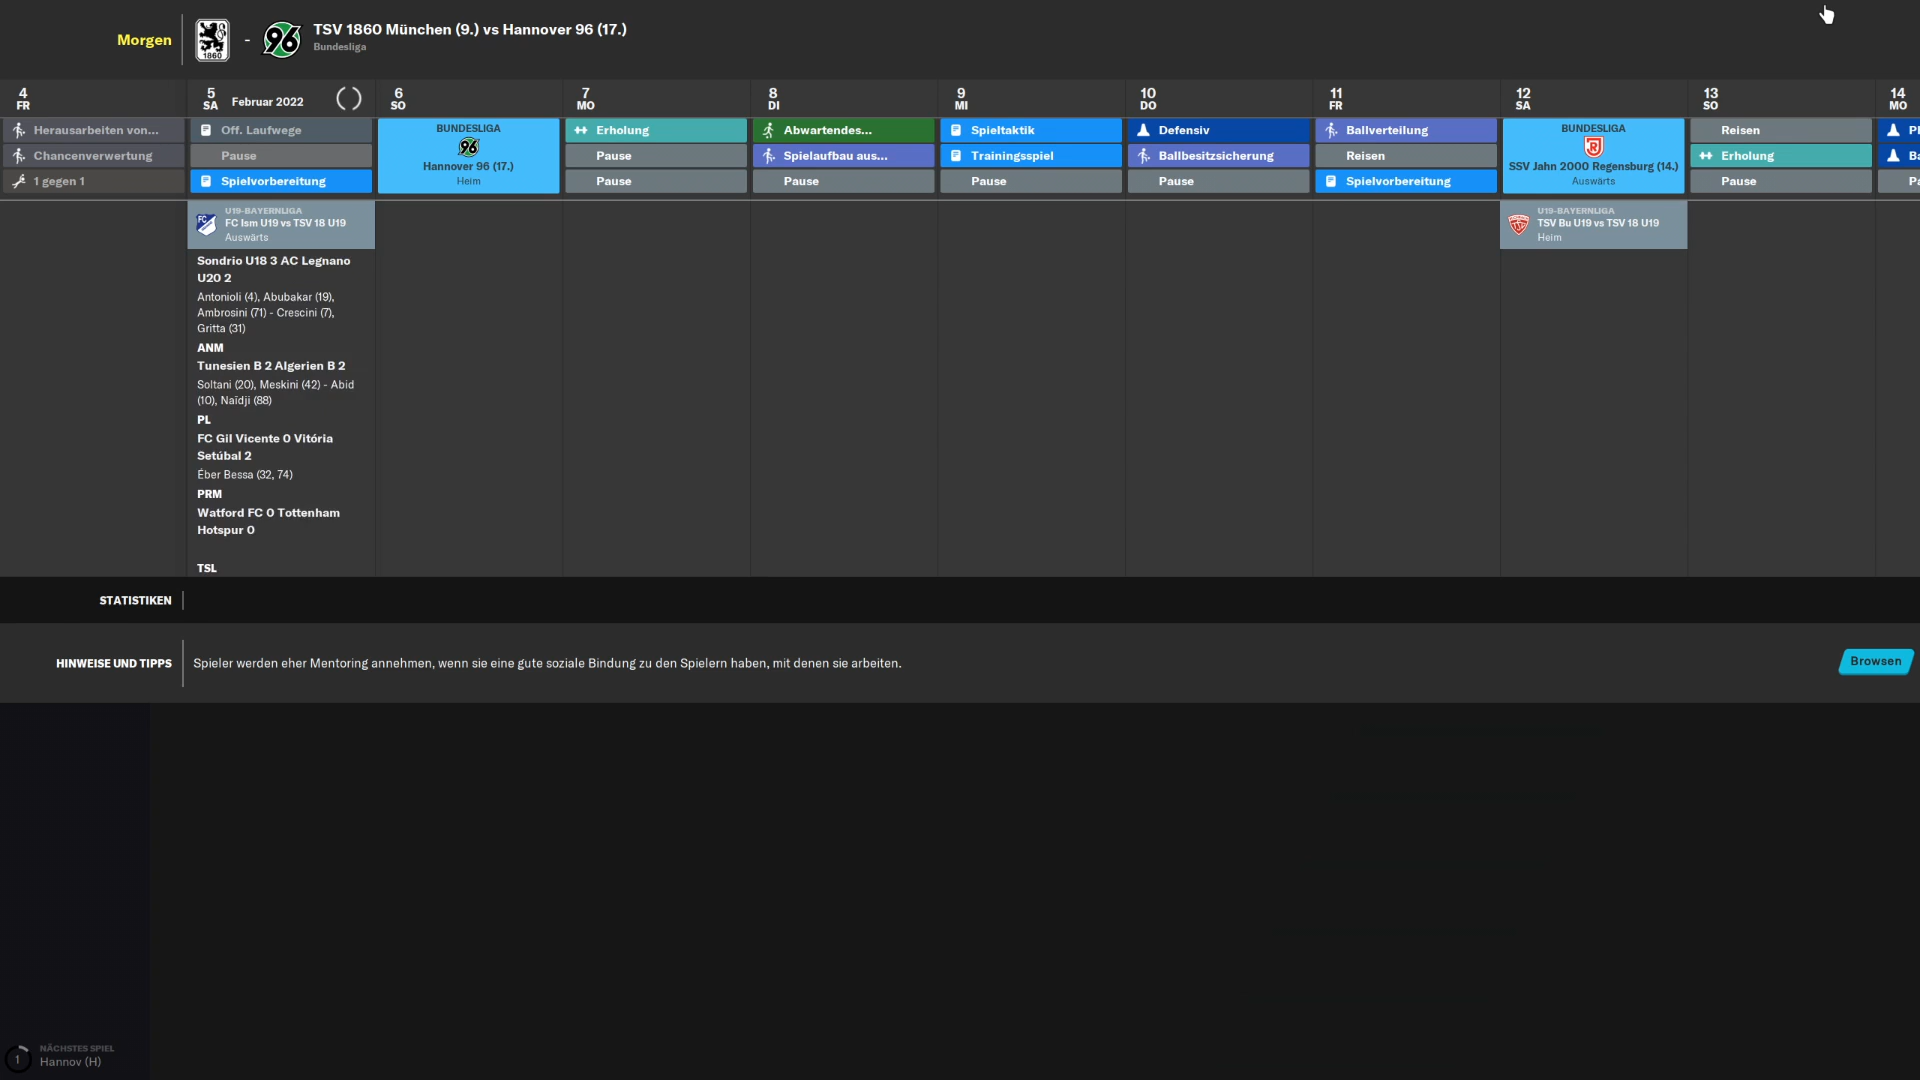 Morgen
1860
-
96
TSV 1860 München (9.) vs Hannover 96 (17.)
Bundesliga
4
FR
5
SA
Februar 2022
6
SO
7
MO
8
DI
9
MI
10
DO
11
FR
12
SA
13
SO
14
MO
Herausarbeiten von...
Chancenverwertung
1 gegen 1
Off. Laufwege
Pause
Spielvorbereitung
BUNDESLIGA
96
Hannover 96 (17.)
Heim
Erholung
Pause
Pause
Abwartendes...
Spielaufbau aus...
Pause
Spieltaktik
Trainingsspiel
Pause
Defensiv
Ballbesitzsicherung
Pause
Ballverteilung
Reisen
Spielvorbereitung
BUNDESLIGA
SSV Jahn 2000 Regensburg (14.)
Auswärts
Reisen
Erholung
Pause
Pl
Ba
Pa
U19-BAYERNLIGA
FC Ism U19 vs TSV 18 U19
Auswärts
U19-BAYERNLIGA
TSV Bu U19 vs TSV 18 U19
Heim
Sondrio U18 3 AC Legnano
U20 2
Antonioli (4), Abubakar (19),
Ambrosini (71) - Crescini (7),
Gritta (31)
ANM
Tunesien B 2 Algerien B 2
Soltani (20), Meskini (42) - Abid
(10), Naïdji (88)
PL
FC Gil Vicente 0 Vitória
Setúbal 2
Éber Bessa (32, 74)
PRM
Watford FC 0 Tottenham
Hotspur 0
TSL
STATISTIKEN
HINWEISE UND TIPPS
Spieler werden eher Mentoring annehmen, wenn sie eine gute soziale Bindung zu den Spielern haben, mit denen sie arbeiten.
Browsen
1
NÄCHSTES SPIEL
Hannov (H)